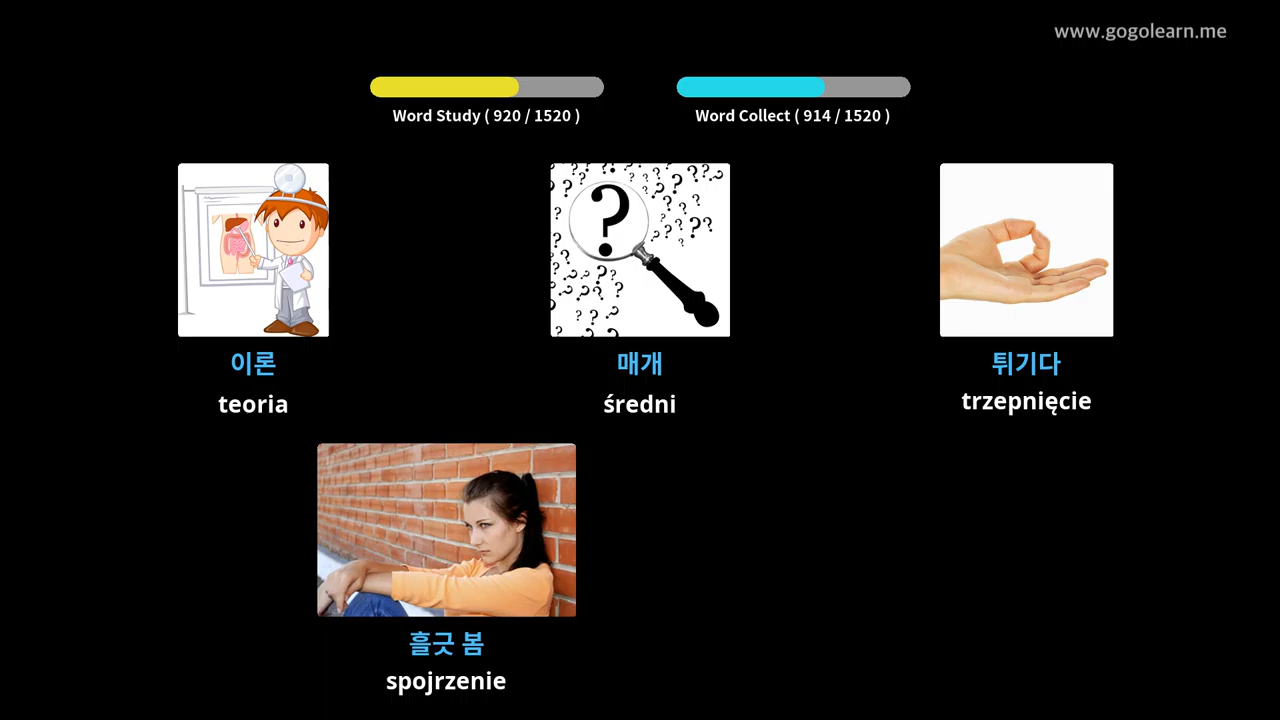 www.gogolearn.me
Word Study ( 920 / 1520 )
Word Collect ( 914 / 1520 )
이론
teoria
매개
średni
튀기다
trzepnięcie
흘긋 봄
spojrzenie